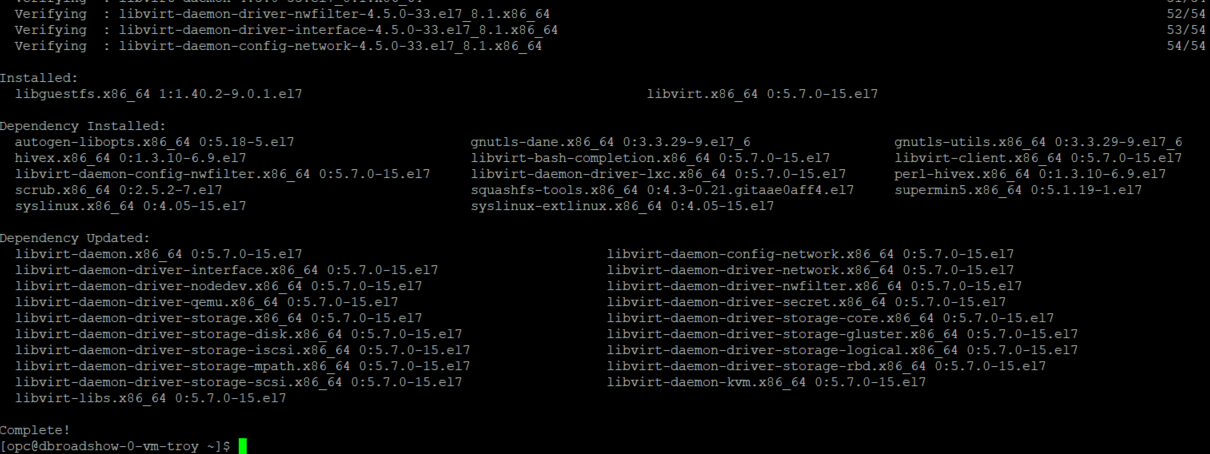 Verifying : libvirt-daemon-4.5.0-33.el7_8.1.x86_64 51/54
Verifying : libvirt-daemon-driver-nwfilter-4.5.0-33.el7_8.1.x86_64 52/54
Verifying : libvirt-daemon-driver-interface-4.5.0-33.el7_8.1.x86_64 53/54
Verifying : libvirt-daemon-config-network-4.5.0-33.el7_8.1.x86_64 54/54
Installed:
libguestfs.x86_64 1:1.40.2-9.0.1.el7 libvirt.x86_64 0:5.7.0-15.el7
Dependency Installed:
autogen-libopts.x86_64 0:5.18-5.el7 gnutls-dane.x86_64 0:3.3.29-9.el7_6 gnutls-utils.x86_64 0:3.3.29-9.el7_6
hivex.x86_64 0:1.3.10-6.9.el7 libvirt-bash-completion.x86_64 0:5.7.0-15.el7 libvirt-client.x86_64 0:5.7.0-15.el7
libvirt-daemon-config-nwfilter.x86_64 0:5.7.0-15.el7 libvirt-daemon-driver-lxc.x86_64 0:5.7.0-15.el7 perl-hivex.x86_64 0:1.3.10-6.9.el7
scrub.x86_64 0:2.5.2-7.el7 squashfs-tools.x86_64 0:4.3-0.21.gitaae0aff4.el7 supermin5.x86_64 0:5.1.19-1.el7
syslinux.x86_64 0:4.05-15.el7 syslinux-extlinux.x86_64 0:4.05-15.el7
Dependency Updated:
libvirt-daemon.x86_64 0:5.7.0-15.el7 libvirt-daemon-config-network.x86_64 0:5.7.0-15.el7
libvirt-daemon-driver-interface.x86_64 0:5.7.0-15.el7 libvirt-daemon-driver-network.x86_64 0:5.7.0-15.el7
libvirt-daemon-driver-nodedev.x86_64 0:5.7.0-15.el7 libvirt-daemon-driver-nwfilter.x86_64 0:5.7.0-15.el7
libvirt-daemon-driver-qemu.x86_64 0:5.7.0-15.el7 libvirt-daemon-driver-secret.x86_64 0:5.7.0-15.el7
libvirt-daemon-driver-storage.x86_64 0:5.7.0-15.el7 libvirt-daemon-driver-storage-core.x86_64 0:5.7.0-15.el7
libvirt-daemon-driver-storage-disk.x86_64 0:5.7.0-15.el7 libvirt-daemon-driver-storage-gluster.x86_64 0:5.7.0-15.el7
libvirt-daemon-driver-storage-iscsi.x86_64 0:5.7.0-15.el7 libvirt-daemon-driver-storage-logical.x86_64 0:5.7.0-15.el7
libvirt-daemon-driver-storage-mpath.x86_64 0:5.7.0-15.el7 libvirt-daemon-driver-storage-rbd.x86_64 0:5.7.0-15.el7
libvirt-daemon-driver-storage-scsi.x86_64 0:5.7.0-15.el7 libvirt-daemon-kvm.x86_64 0:5.7.0-15.el7
libvirt-libs.x86_64 0:5.7.0-15.el7
Complete!
[opc@dbroadshow-0-vm-troy ~]$